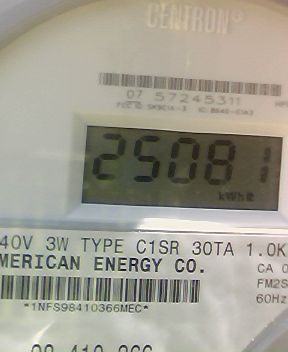 CENTRON®
07 57245311
25081
kWh
40V 3W TYPE C1SR 30TA 1.0K
MERICAN ENERGY CO.
CA 0
FM2S
60Hz
*1NFS98410366MEC*